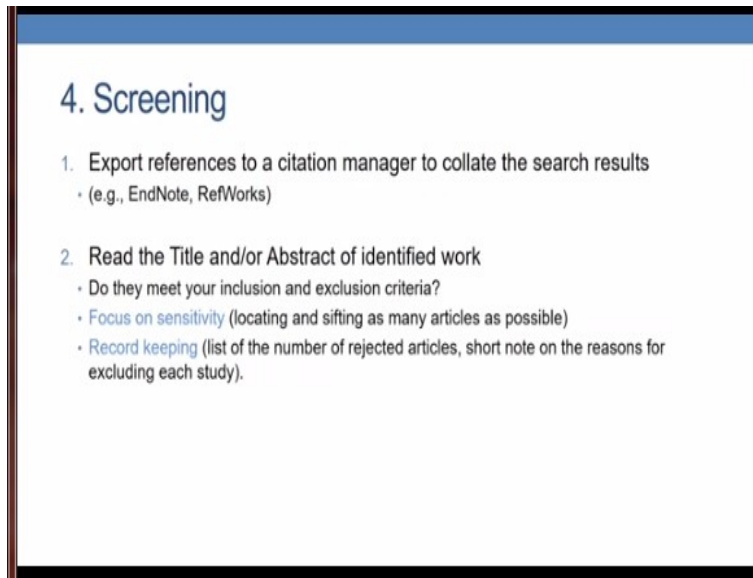 4. Screening
1. Export references to a citation manager to collate the search results
• (e.g., EndNote, RefWorks)
2. Read the Title and/or Abstract of identified work
• Do they meet your inclusion and exclusion criteria?
• Focus on sensitivity (locating and sifting as many articles as possible)
• Record keeping (list of the number of rejected articles, short note on the reasons for
excluding each study).